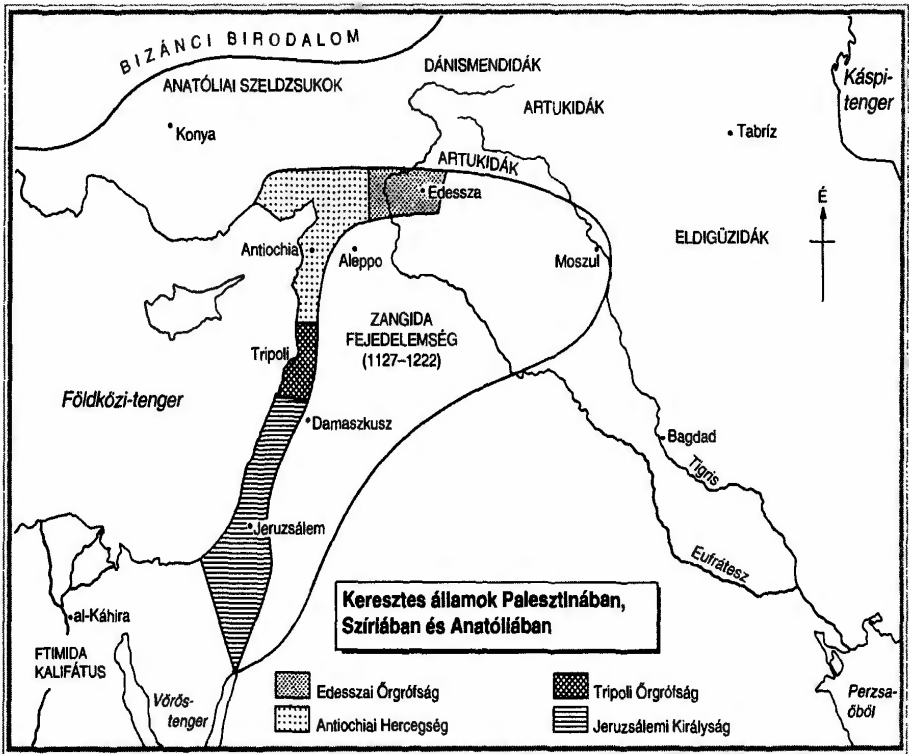 BIZÁNCI BIRODALOM
ANATÓLIAI SZELDZSUKOK
DÁNISMENDIDÁK
ARTUKIDÁK
Káspi-
tenger
Konya
Tabríz
ARTUKIDÁK
Edessza
É
ELDIGÜZIDÁK
Antiochia
Aleppo
Moszul
ZANGIDA
FEJEDELEMSÉG
(1127–1222)
Tripoli
Földközi-tenger
Damaszkusz
Bagdad
Tigris
Jeruzsálem
Eufrátesz
Keresztes államok Palesztinában,
Szíriában és Anatóliában
al-Káhira
FTIMIDA
KALIFÁTUS
Vörös-
tenger
Perzsa-
öböl
Edesszai Őrgrófság
Tripoli Őrgrófság
Antiochiai Hercegség
Jeruzsálemi Királyság